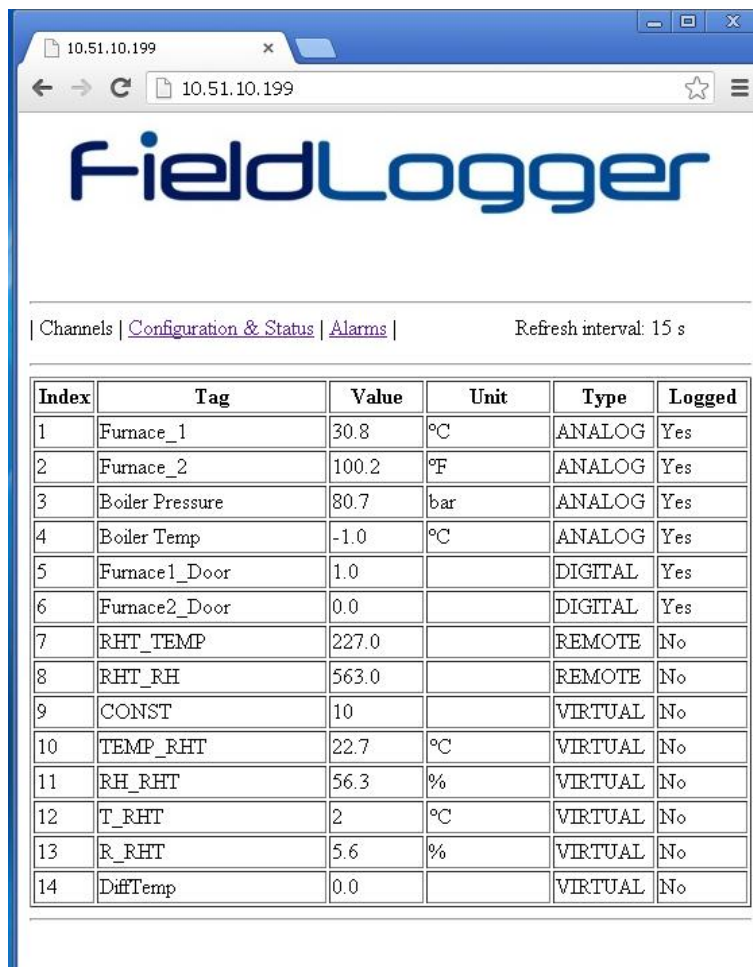 10.51.10.199
10.51.10.199
FieldLogger
| Channels | Configuration & Status | Alarms | Refresh interval: 15 s
Index Tag Value Unit Type Logged
1 Furnace_1 30.8 ºC ANALOG Yes
2 Furnace_2 100.2 ºF ANALOG Yes
3 Boiler Pressure 80.7 bar ANALOG Yes
4 Boiler Temp -1.0 ºC ANALOG Yes
5 Furnace1_Door 1.0 DIGITAL Yes
6 Furnace2_Door 0.0 DIGITAL Yes
7 RHT_TEMP 227.0 REMOTE No
8 RHT_RH 563.0 REMOTE No
9 CONST 10 VIRTUAL No
10 TEMP_RHT 22.7 ºC VIRTUAL No
11 RH_RHT 56.3 % VIRTUAL No
12 T_RHT 2 ºC VIRTUAL No
13 R_RHT 5.6 % VIRTUAL No
14 DiffTemp 0.0 VIRTUAL No